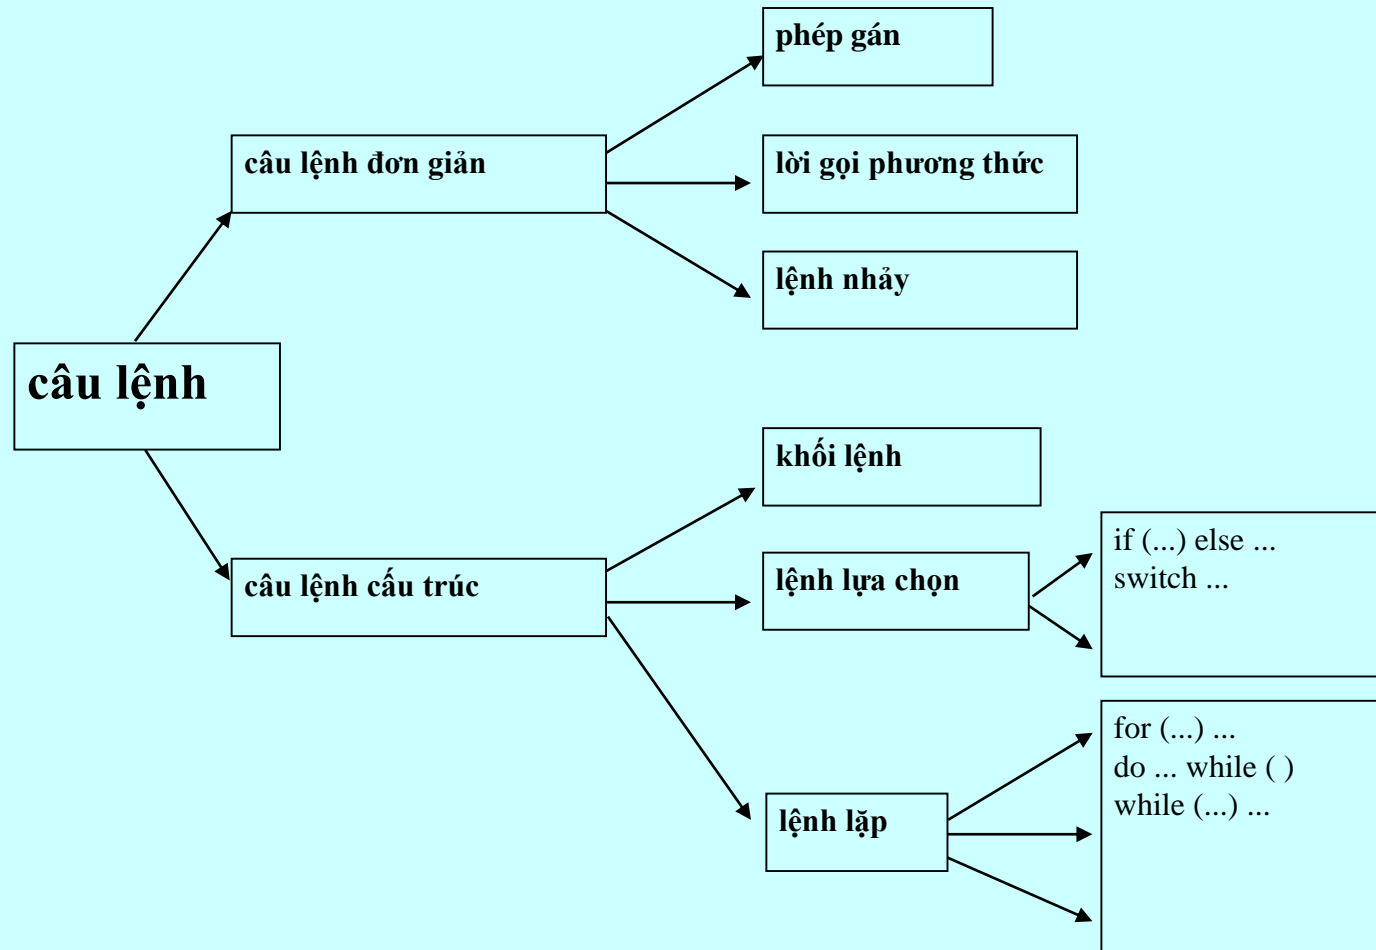 phép gán
câu lệnh đơn giản
lời gọi phương thức
lệnh nhảy
câu lệnh
khối lệnh
câu lệnh cấu trúc
lệnh lựa chọn
if (...) else ...
switch ...
lệnh lặp
for (...) ...
do ... while ( )
while (...) ...